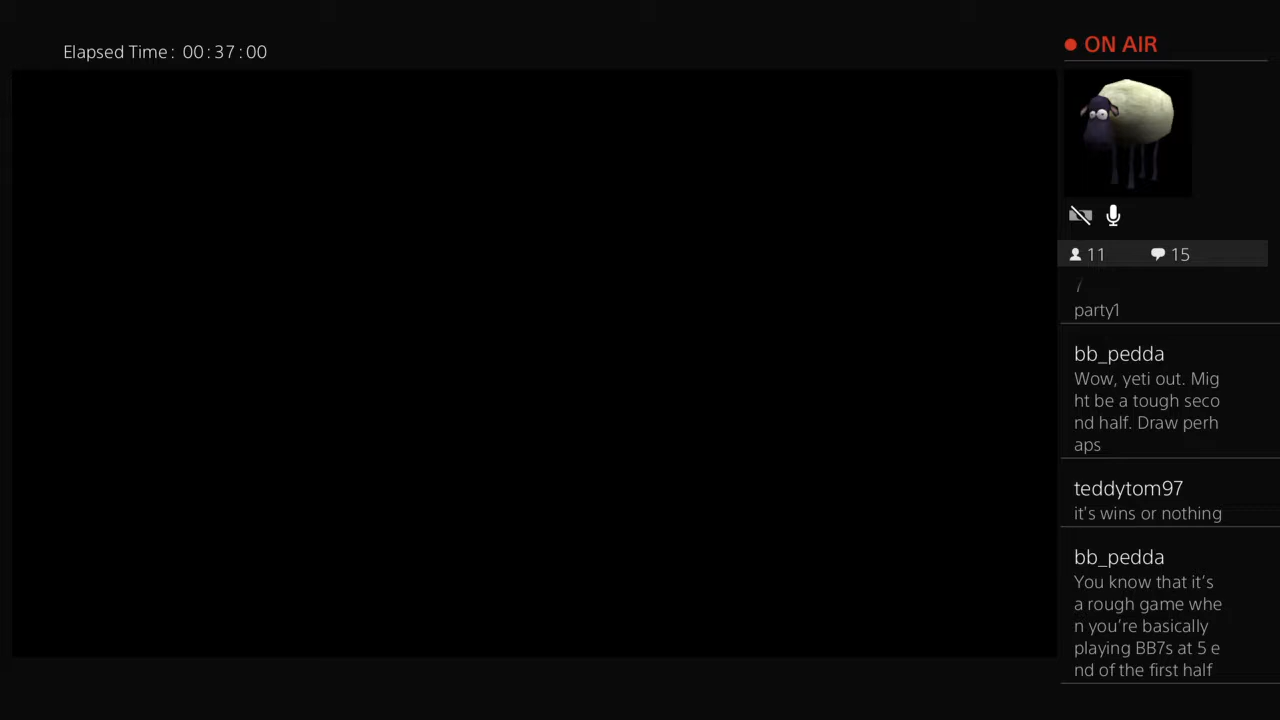 Elapsed Time: 00:37:00
ON AIR
11 15
party1
bb_pedda
Wow, yeti out. Mig
ht be a tough seco
nd half. Draw perh
aps
teddytom97
it's wins or nothing
bb_pedda
You know that it's
a rough game whe
n you're basically
playing BB7s at 5 e
nd of the first half